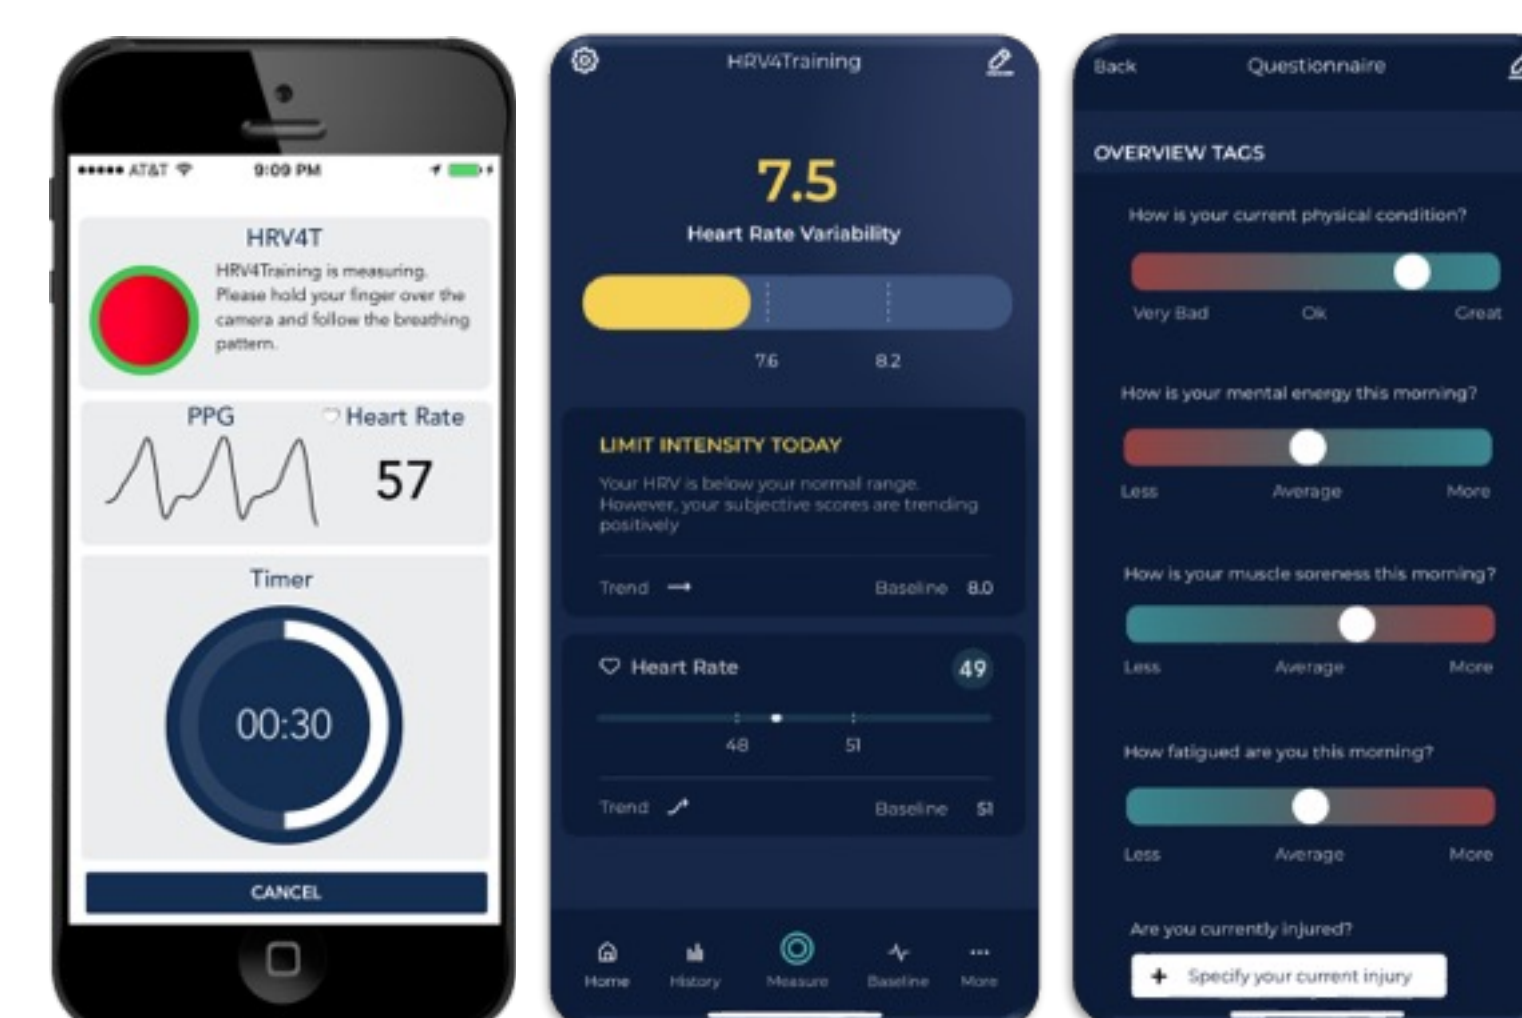 AT&T 9:09 PM
HRV4T
HRV4Training is measuring.
Please hold your finger over the
camera and follow the breathing
pattern.
PPG
Heart Rate
57
Timer
00:30
CANCEL
HRV4Training
7.5
Heart Rate Variability
7.6 8.2
LIMIT INTENSITY TODAY
Your HRV is below your normal range.
However, your subjective scores are trending
positively
Trend Baseline 8.0
Heart Rate 49
48 51
Trend Baseline 51
Home History Measure Baseline More
Back Questionnaire
OVERVIEW TAGS
How is your current physical condition?
Very Bad Ok Great
How is your mental energy this morning?
Less Average More
How is your muscle soreness this morning?
Less Average More
How fatigued are you this morning?
Less Average More
Are you currently injured?
+ Specify your current injury